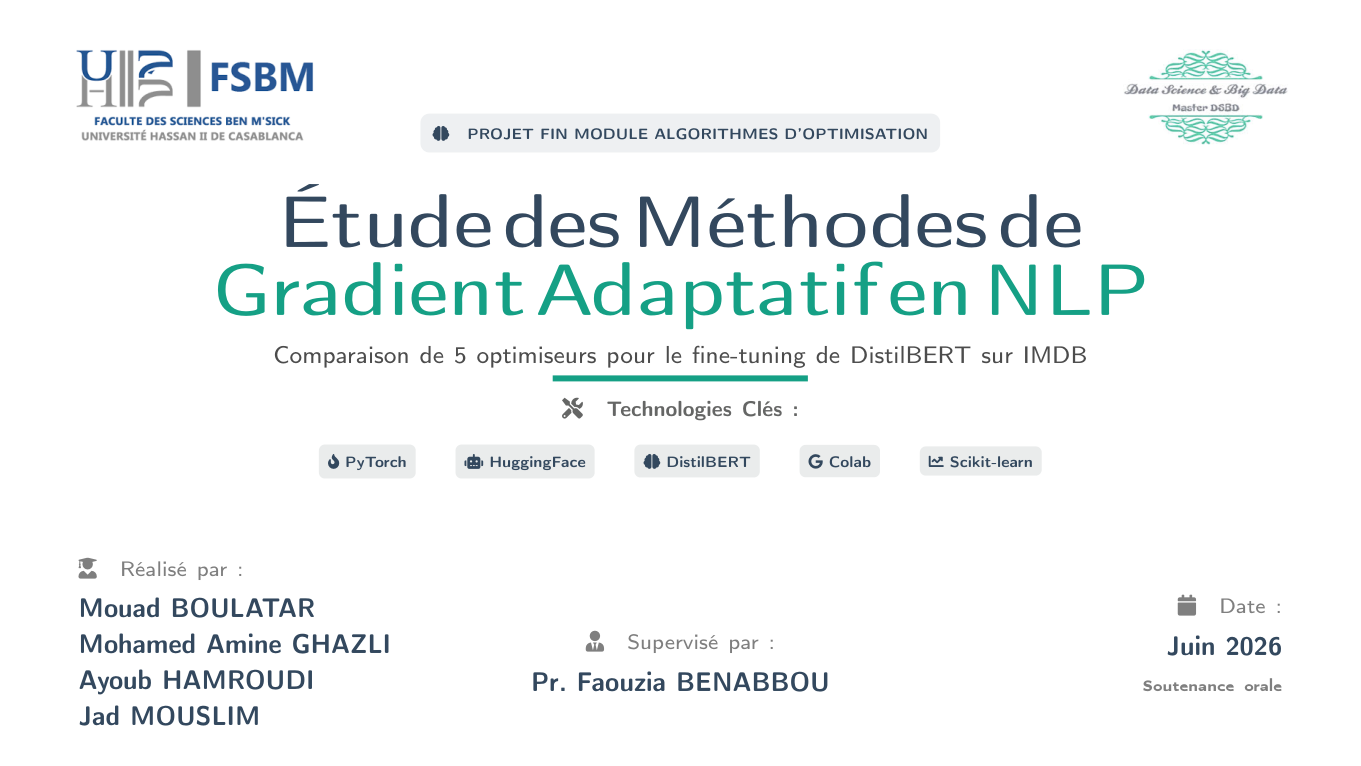 UH2C FSBM
FACULTE DES SCIENCES BEN M'SICK
UNIVERSITÉ HASSAN II DE CASABLANCA
Data Science & Big Data
Master DSBD
PROJET FIN MODULE ALGORITHMES D'OPTIMISATION
Étude des Méthodes de
Gradient Adaptatif en NLP
Comparaison de 5 optimiseurs pour le fine-tuning de DistilBERT sur IMDB
Technologies Clés :
PyTorch HuggingFace DistilBERT Colab Scikit-learn
Réalisé par :
Mouad BOULATAR
Mohamed Amine GHAZLI
Ayoub HAMROUDI
Jad MOUSLIM
Supervisé par :
Pr. Faouzia BENABBOU
Date :
Juin 2026
Soutenance orale